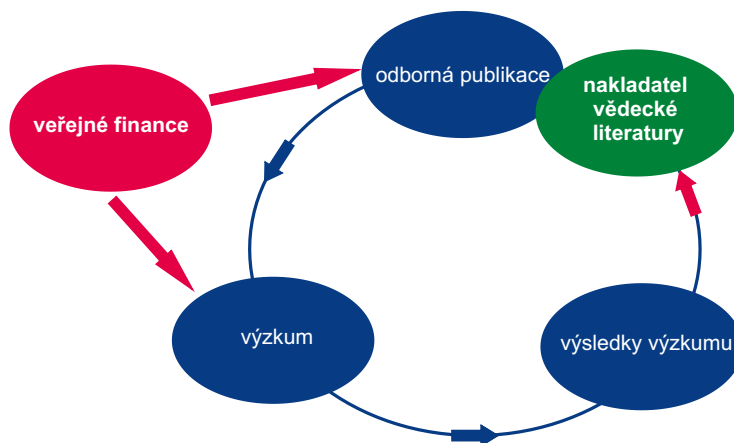 odborná publikace
nakladatel
vědecké
literatury
veřejné finance
výzkum
výsledky výzkumu